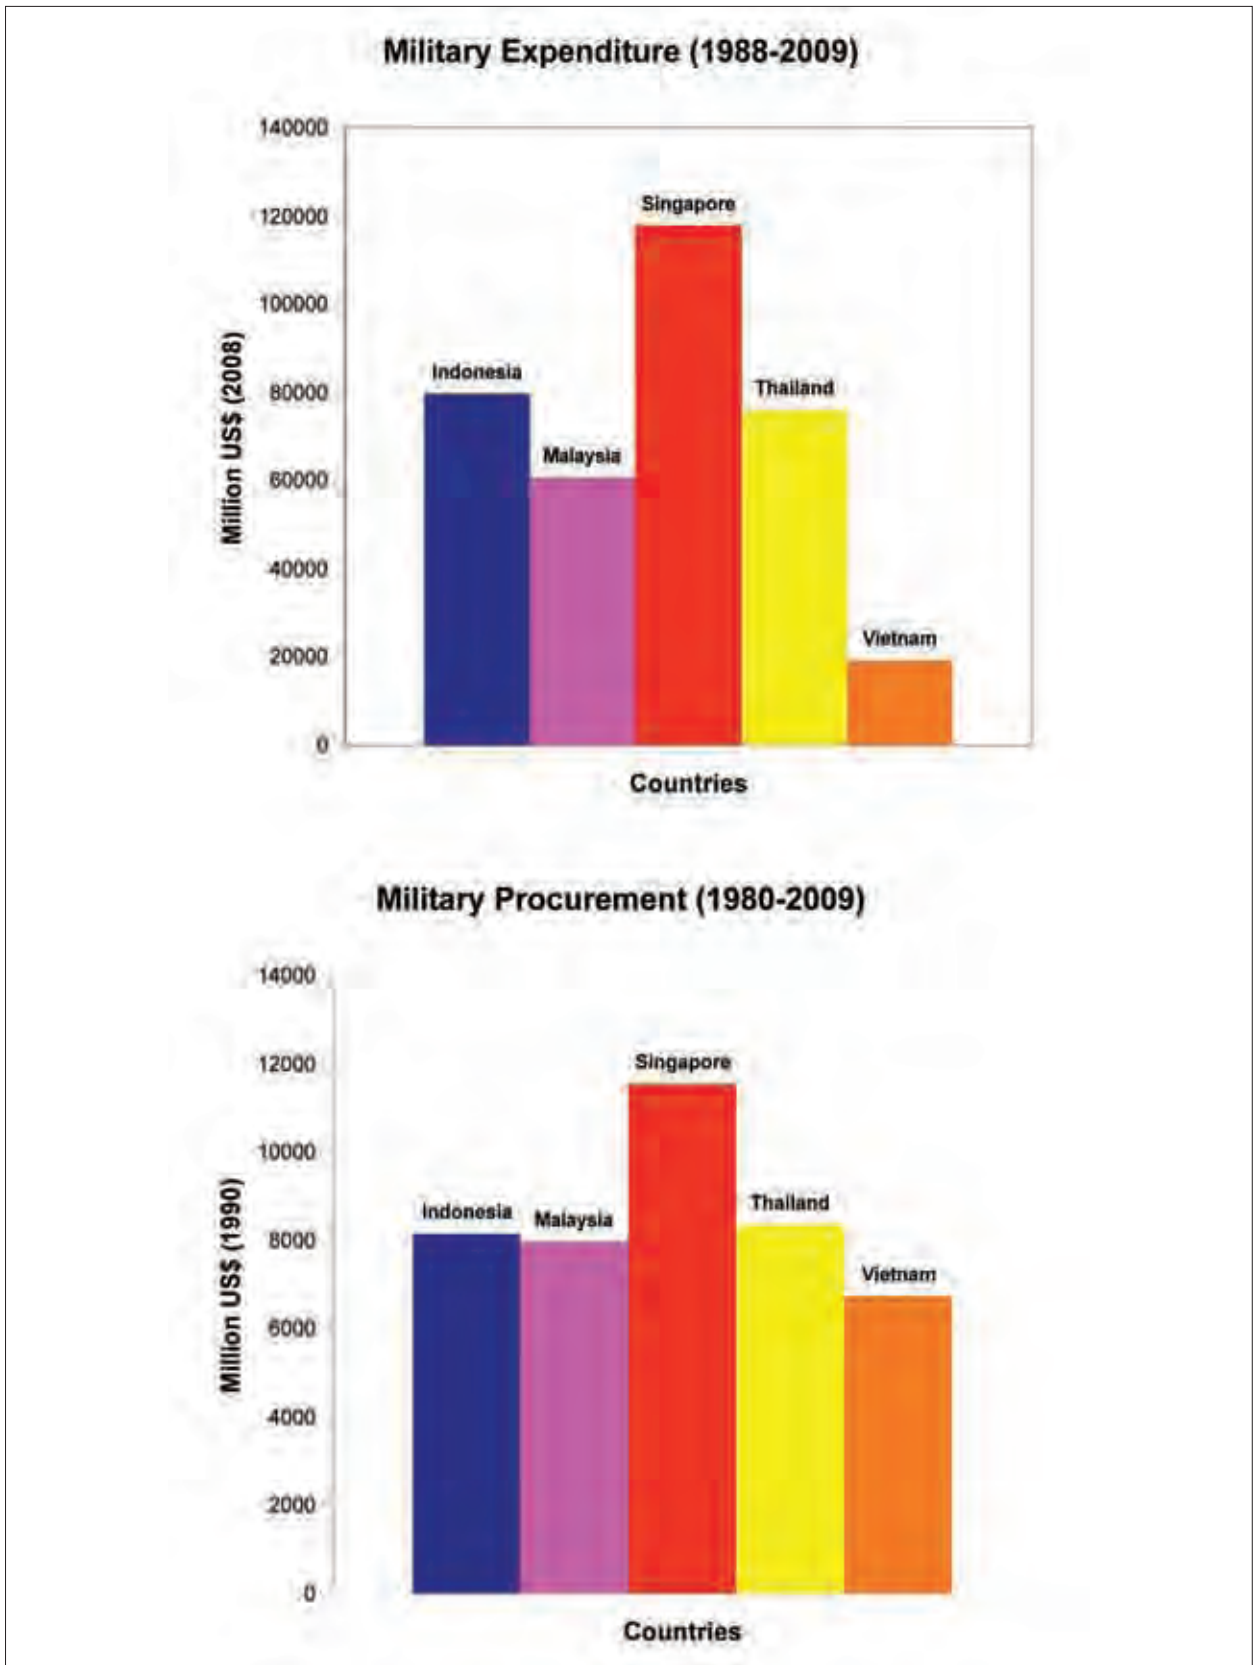 Military Expenditure (1988-2009)
140000
120000
100000
80000
60000
40000
20000
0
Million US$ (2008)
Indonesia
Malaysia
Singapore
Thailand
Vietnam
Countries
Military Procurement (1980-2009)
14000
12000
10000
8000
6000
4000
2000
0
Million US$ (1990)
Indonesia
Malaysia
Singapore
Thailand
Vietnam
Countries